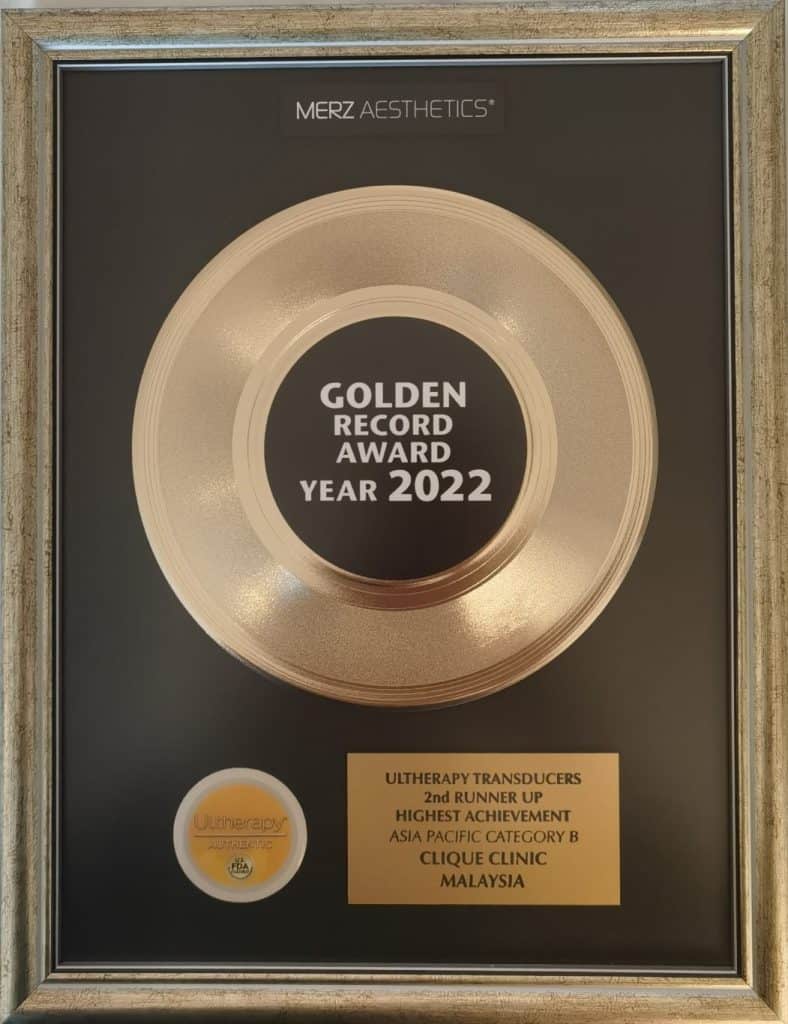 MERZ AESTHETICS®
GOLDEN
RECORD
AWARD
YEAR 2022
Ultherapy®
AUTHENTIC
U.S.
FDA
ULTHERAPY TRANSDUCERS
2nd RUNNER UP
HIGHEST ACHIEVEMENT
ASIA PACIFIC CATEGORY B
CLIQUE CLINIC
MALAYSIA